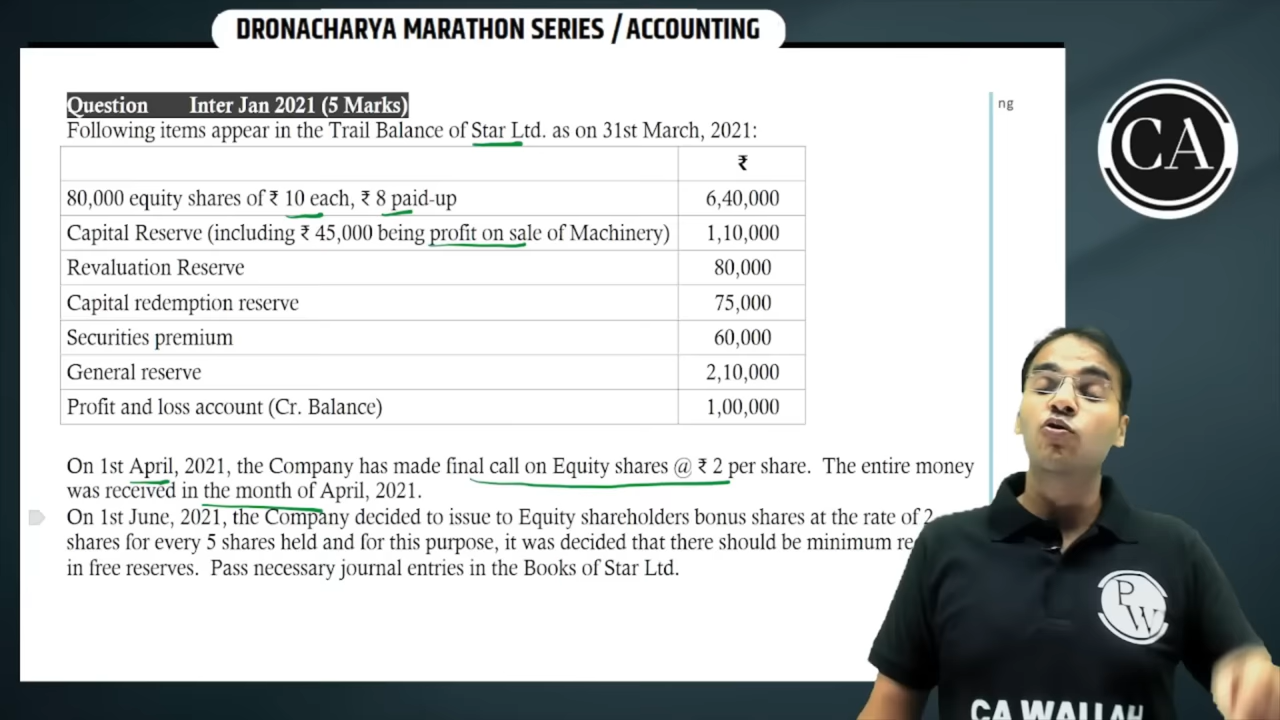 DRONACHARYA MARATHON SERIES / ACCOUNTING
Question Inter Jan 2021 (5 Marks)
Following items appear in the Trail Balance of Star Ltd. as on 31st March, 2021:
₹
80,000 equity shares of ₹ 10 each, ₹ 8 paid-up 6,40,000
Capital Reserve (including ₹ 45,000 being profit on sale of Machinery) 1,10,000
Revaluation Reserve 80,000
Capital redemption reserve 75,000
Securities premium 60,000
General reserve 2,10,000
Profit and loss account (Cr. Balance) 1,00,000
On 1st April, 2021, the Company has made final call on Equity shares @ ₹ 2 per share. The entire money
was received in the month of April, 2021.
On 1st June, 2021, the Company decided to issue to Equity shareholders bonus shares at the rate of 2
shares for every 5 shares held and for this purpose, it was decided that there should be minimum
in free reserves. Pass necessary journal entries in the Books of Star Ltd.
ng
CA
PW
CA WALLAH